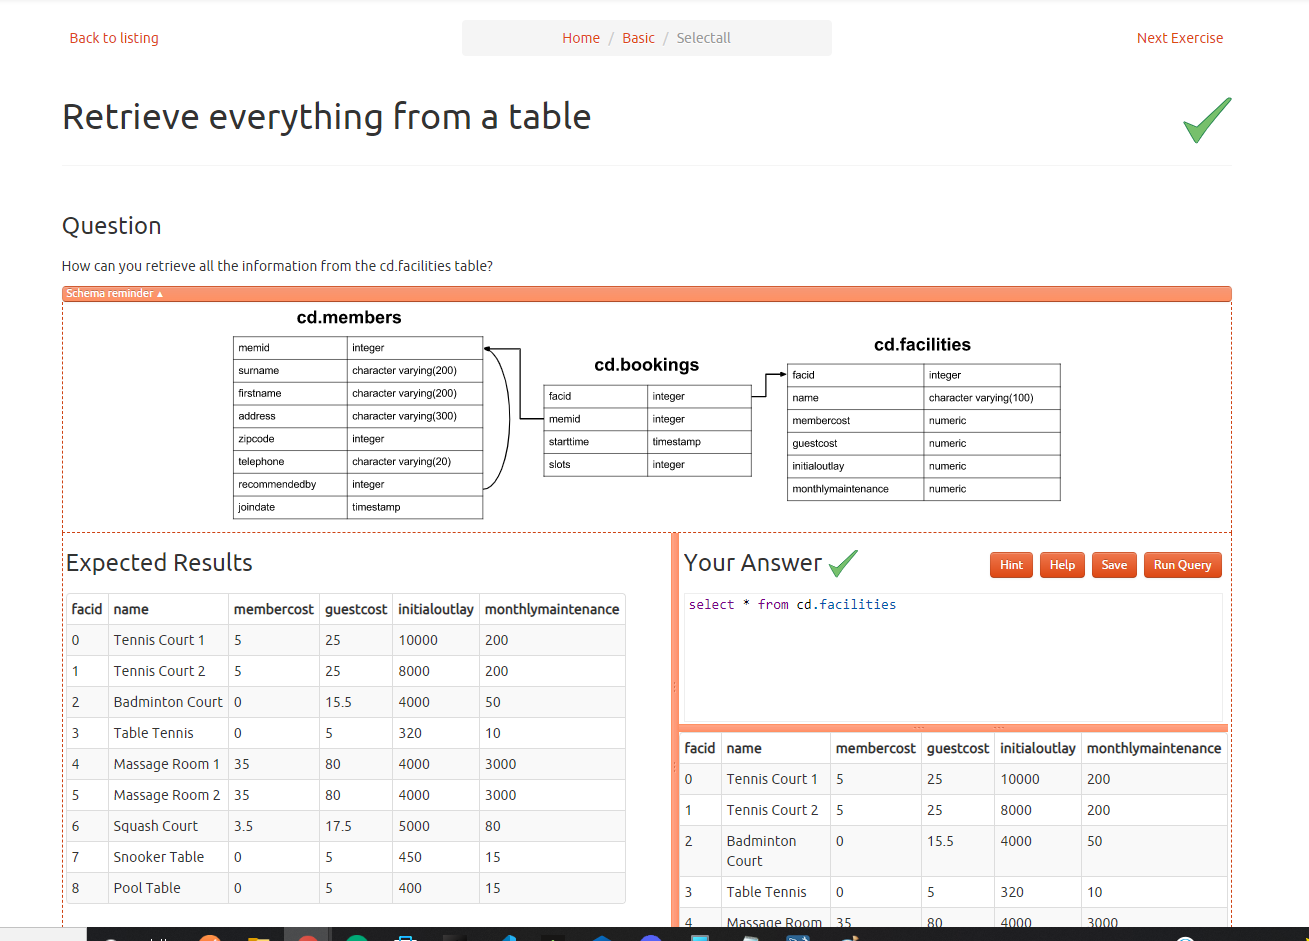 Back to listing
Home / Basic / Selectall
Next Exercise
Retrieve everything from a table
Question
How can you retrieve all the information from the cd.facilities table?
Schema reminder ▲
cd.members
memid integer
surname character varying(200)
firstname character varying(200)
address character varying(300)
zipcode integer
telephone character varying(20)
recommendedby integer
joindate timestamp
cd.bookings
facid integer
memid integer
starttime timestamp
slots integer
cd.facilities
facid integer
name character varying(100)
membercost numeric
guestcost numeric
initialoutlay numeric
monthlymaintenance numeric
Expected Results
facid name membercost guestcost initialoutlay monthlymaintenance
0 Tennis Court 1 5 25 10000 200
1 Tennis Court 2 5 25 8000 200
2 Badminton Court 0 15.5 4000 50
3 Table Tennis 0 5 320 10
4 Massage Room 1 35 80 4000 3000
5 Massage Room 2 35 80 4000 3000
6 Squash Court 3.5 17.5 5000 80
7 Snooker Table 0 5 450 15
8 Pool Table 0 5 400 15
Your Answer
Hint Help Save Run Query
select * from cd.facilities
facid name membercost guestcost initialoutlay monthlymaintenance
0 Tennis Court 1 5 25 10000 200
1 Tennis Court 2 5 25 8000 200
2 Badminton 0 15.5 4000 50
Court
3 Table Tennis 0 5 320 10
4 Massage Room 35 80 4000 3000